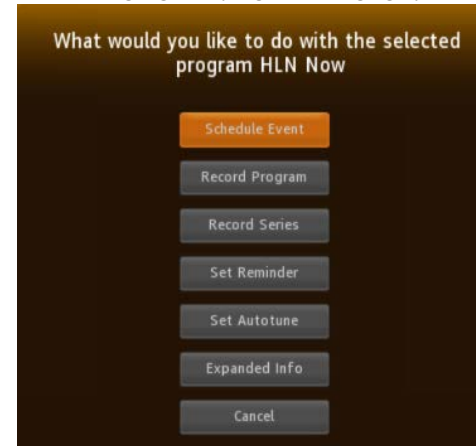 What would you like to do with the selected
program HLN Now
Schedule Event
Record Program
Record Series
Set Reminder
Set Autotune
Expanded Info
Cancel